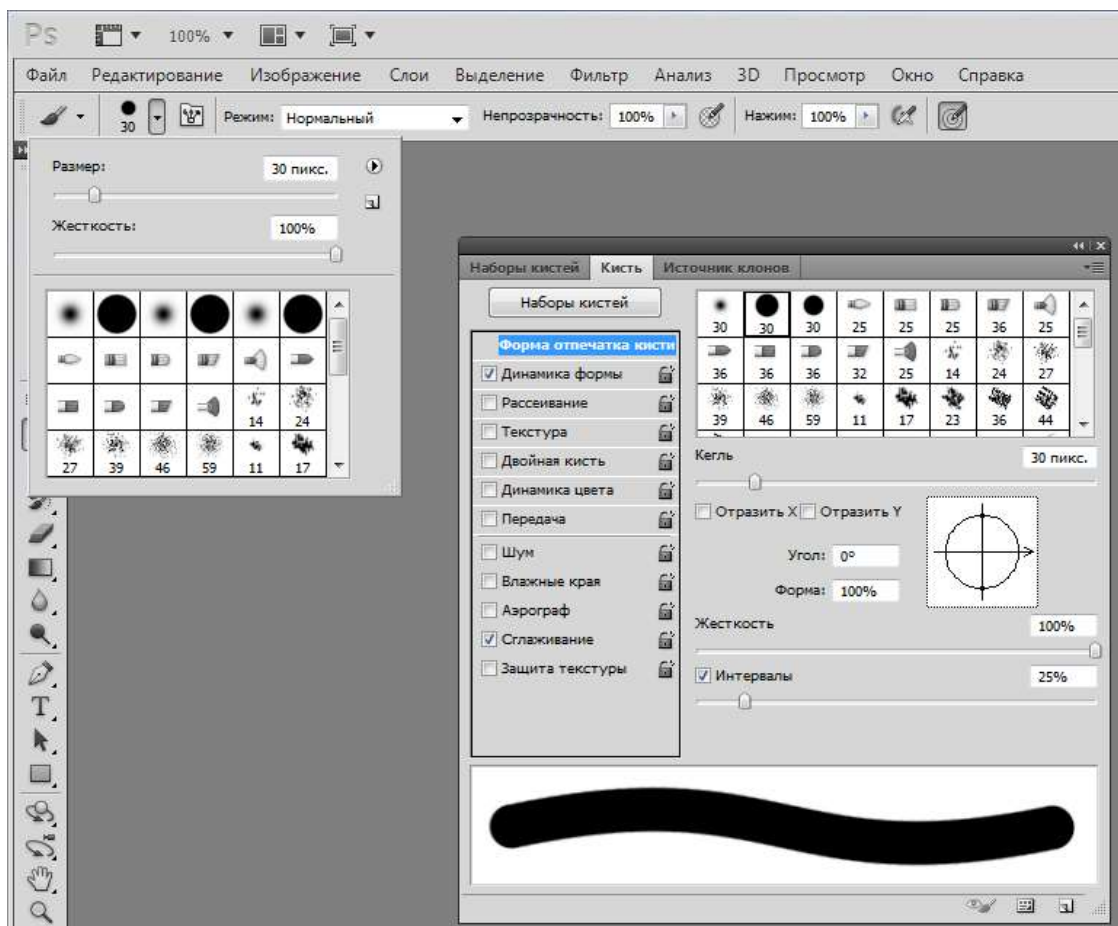 Ps 100%
Файл Редактирование Изображение Слои Выделение Фильтр Анализ 3D Просмотр Окно Справка
30 Режим: Нормальный Непрозрачность: 100% Нажим: 100%
Размер: 30 пикс.
Жесткость: 100%
14 24
27 39 46 59 11 17
Наборы кистей Кисть Источник клонов
Наборы кистей
Форма отпечатка кисти
Динамика формы
Рассеивание
Текстура
Двойная кисть
Динамика цвета
Передача
Шум
Влажные края
Аэрограф
Сглаживание
Защита текстуры
30 30 30 25 25 25 36 25
36 36 36 32 25 14 24 27
39 46 59 11 17 23 36 44
Кегль 30 пикс.
Отразить X Отразить Y
Угол: 0º
Форма: 100%
Жесткость 100%
Интервалы 25%
T